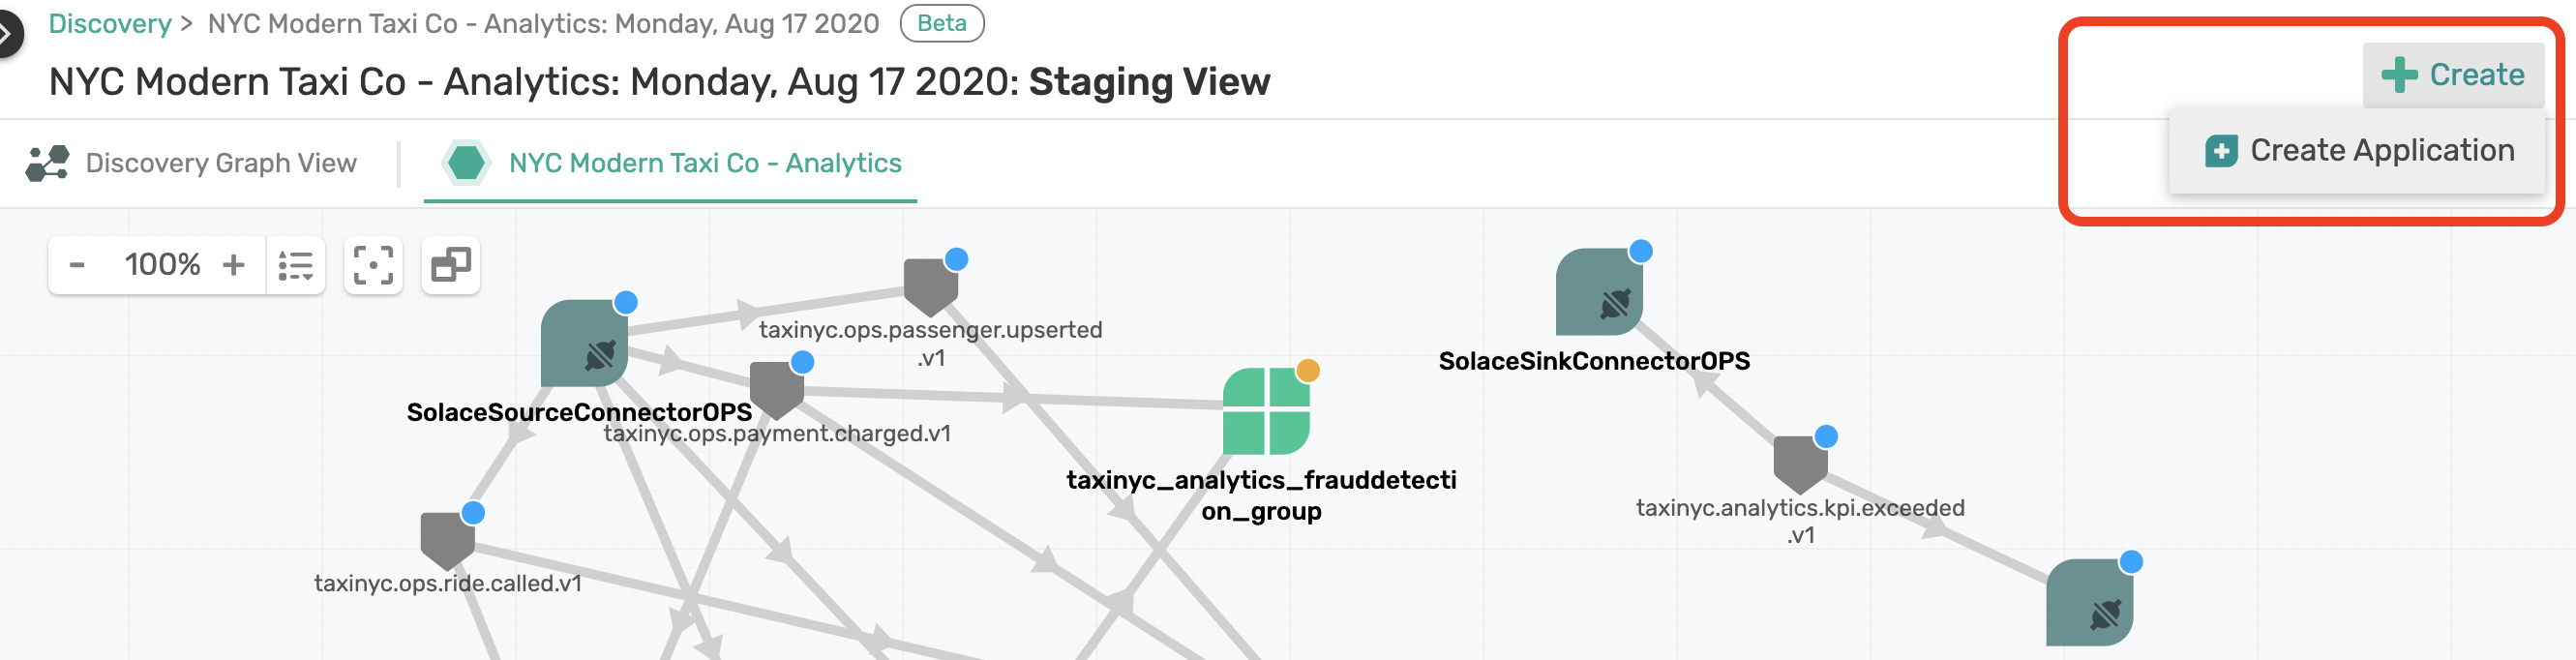 Discovery > NYC Modern Taxi Co - Analytics: Monday, Aug 17 2020 Beta
NYC Modern Taxi Co - Analytics: Monday, Aug 17 2020: Staging View
Create
Create Application
Discovery Graph View
NYC Modern Taxi Co - Analytics
- 100% +
taxinyc.ops.passenger.upserted
.v1
SolaceSinkConnectorOPS
SolaceSourceConnectorOPS
taxinyc.ops.payment.charged.v1
taxinyc_analytics_frauddetecti
on_group
taxinyc.analytics.kpi.exceeded
.v1
taxinyc.ops.ride.called.v1